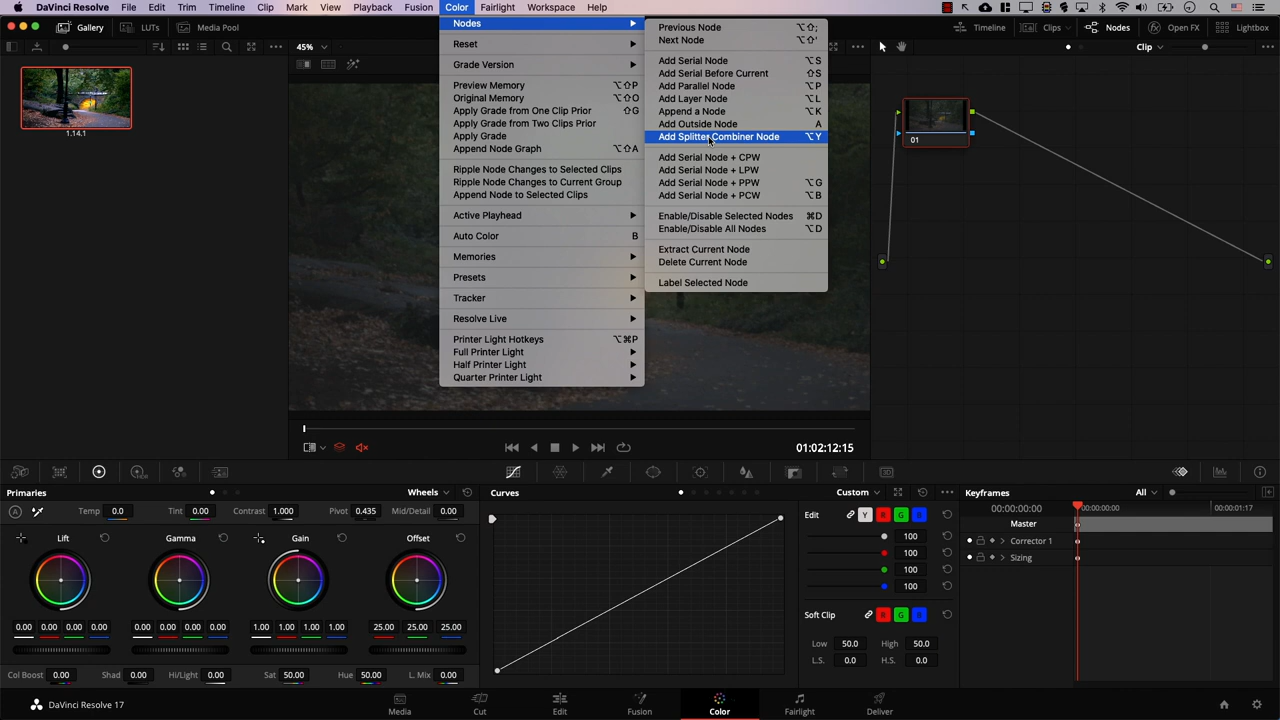 DaVinci Resolve File Edit Trim Timeline Clip Mark View Playback Fusion Color Fairlight Workspace Help
Gallery LUTs Media Pool Timeline Clips Nodes Open FX Lightbox
45% Clip
1.14.1
Nodes
Reset
Grade Version
Preview Memory ⌥⇧P
Original Memory ⌥⇧O
Apply Grade from One Clip Prior ⇧G
Apply Grade from Two Clips Prior
Apply Grade
Append Node Graph ⌥⇧A
Ripple Node Changes to Selected Clips
Ripple Node Changes to Current Group
Append Node to Selected Clips
Active Playhead
Auto Color B
Memories
Presets
Tracker
Resolve Live
Printer Light Hotkeys ⌥⌘P
Full Printer Light
Half Printer Light
Quarter Printer Light
Previous Node ⌥⇧;
Next Node ⌥⇧'
Add Serial Node ⌥S
Add Serial Before Current ⇧S
Add Parallel Node ⌥P
Add Layer Node ⌥L
Append a Node ⌥K
Add Outside Node A
Add Splitter Combiner Node ⌥Y
Add Serial Node + CPW
Add Serial Node + LPW
Add Serial Node + PPW ⌥G
Add Serial Node + PCW ⌥B
Enable/Disable Selected Nodes ⌘D
Enable/Disable All Nodes ⌥D
Extract Current Node
Delete Current Node
Label Selected Node
01
01:02:12:15
Primaries Wheels
Temp 0.0 Tint 0.00 Contrast 1.000 Pivot 0.435 Mid/Detail 0.00
Lift Gamma Gain Offset
0.00 0.00 0.00 0.00 0.00 0.00 0.00 0.00 1.00 1.00 1.00 1.00 25.00 25.00 25.00
Col Boost 0.00 Shad 0.00 Hi/Light 0.00 Sat 50.00 Hue 50.00 L. Mix 0.00
Curves Custom
Edit Y R G B
100
100
100
100
Soft Clip R G B
Low 50.0 High 50.0
L.S. 0.0 H.S. 0.0
Keyframes All
00:00:00:00 00:00:00:00 00:00:01:17
Master
Corrector 1
Sizing
DaVinci Resolve 17 Media Cut Edit Fusion Color Fairlight Deliver